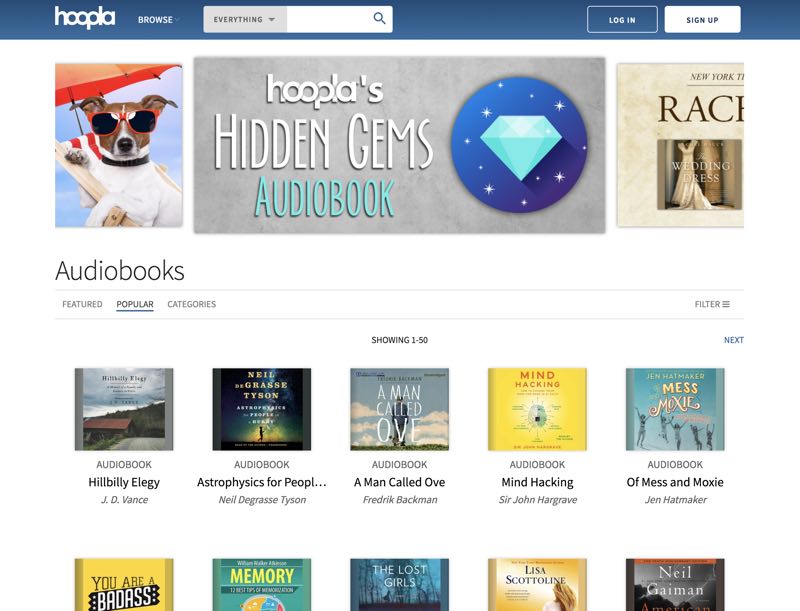 hoopla
BROWSE
EVERYTHING
LOG IN
SIGN UP
hoopla's
HIDDEN GEMS
AUDIOBOOK
NEW YORK TI
RACH
THE
WEDDING
DRESS
Audiobooks
FEATURED
POPULAR
CATEGORIES
FILTER
SHOWING 1-50
NEXT
Hillbilly Elegy
J. D. VANCE
NEIL
DEGRASSE
TYSON
ASTROPHYSICS
FOR PEOPLE
IN A HURRY
FREDRIK BACKMAN
A MAN
CALLED
OVE
MIND
HACKING
SIR JOHN HARGRAVE
JEN HATMAKER
OF MESS
AND MOXIE
AUDIOBOOK
Hillbilly Elegy
J. D. Vance
AUDIOBOOK
Astrophysics for Peopl...
Neil Degrasse Tyson
AUDIOBOOK
A Man Called Ove
Fredrik Backman
AUDIOBOOK
Mind Hacking
Sir John Hargrave
AUDIOBOOK
Of Mess and Moxie
Jen Hatmaker
YOU ARE A
BADASS
William Walker Atkinson
MEMORY
12 BEST TIPS OF MEMORIZATION
THE LOST
GIRLS
LISA
SCOTTOLINE
Neil
Gaiman
American